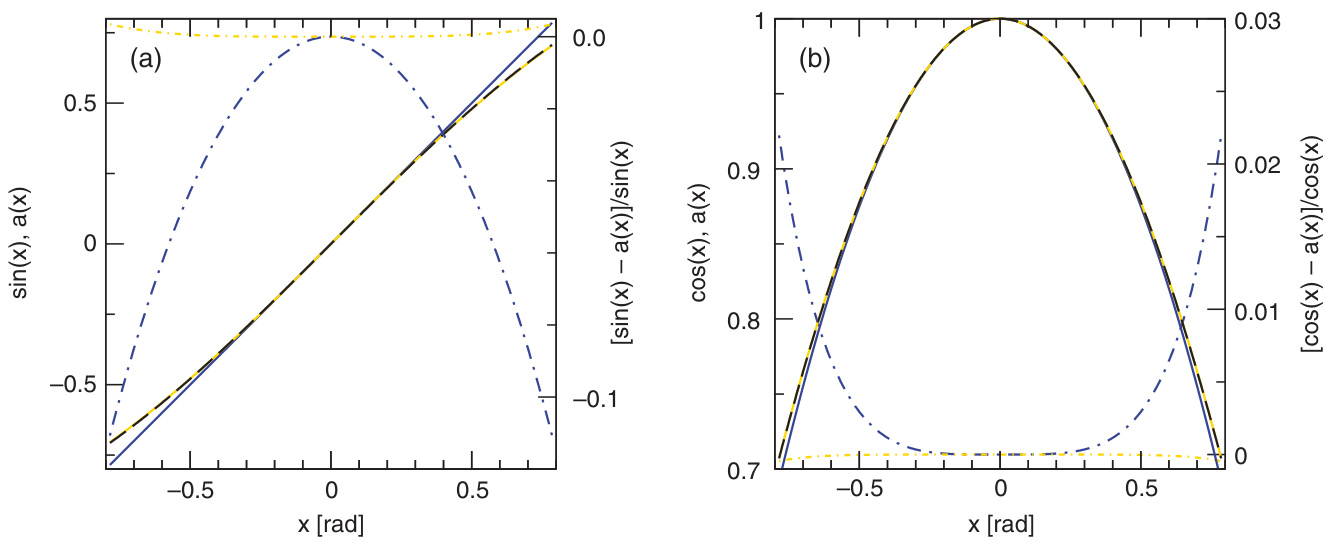 (a)
0.5
0
–0.5
sin(x), a(x)
–0.5
0
0.5
x [rad]
0.0
–0.1
[sin(x) – a(x)]/sin(x)
(b)
1
0.9
0.8
0.7
cos(x), a(x)
–0.5
0
0.5
x [rad]
0.03
0.02
0.01
0
[cos(x) – a(x)]/cos(x)